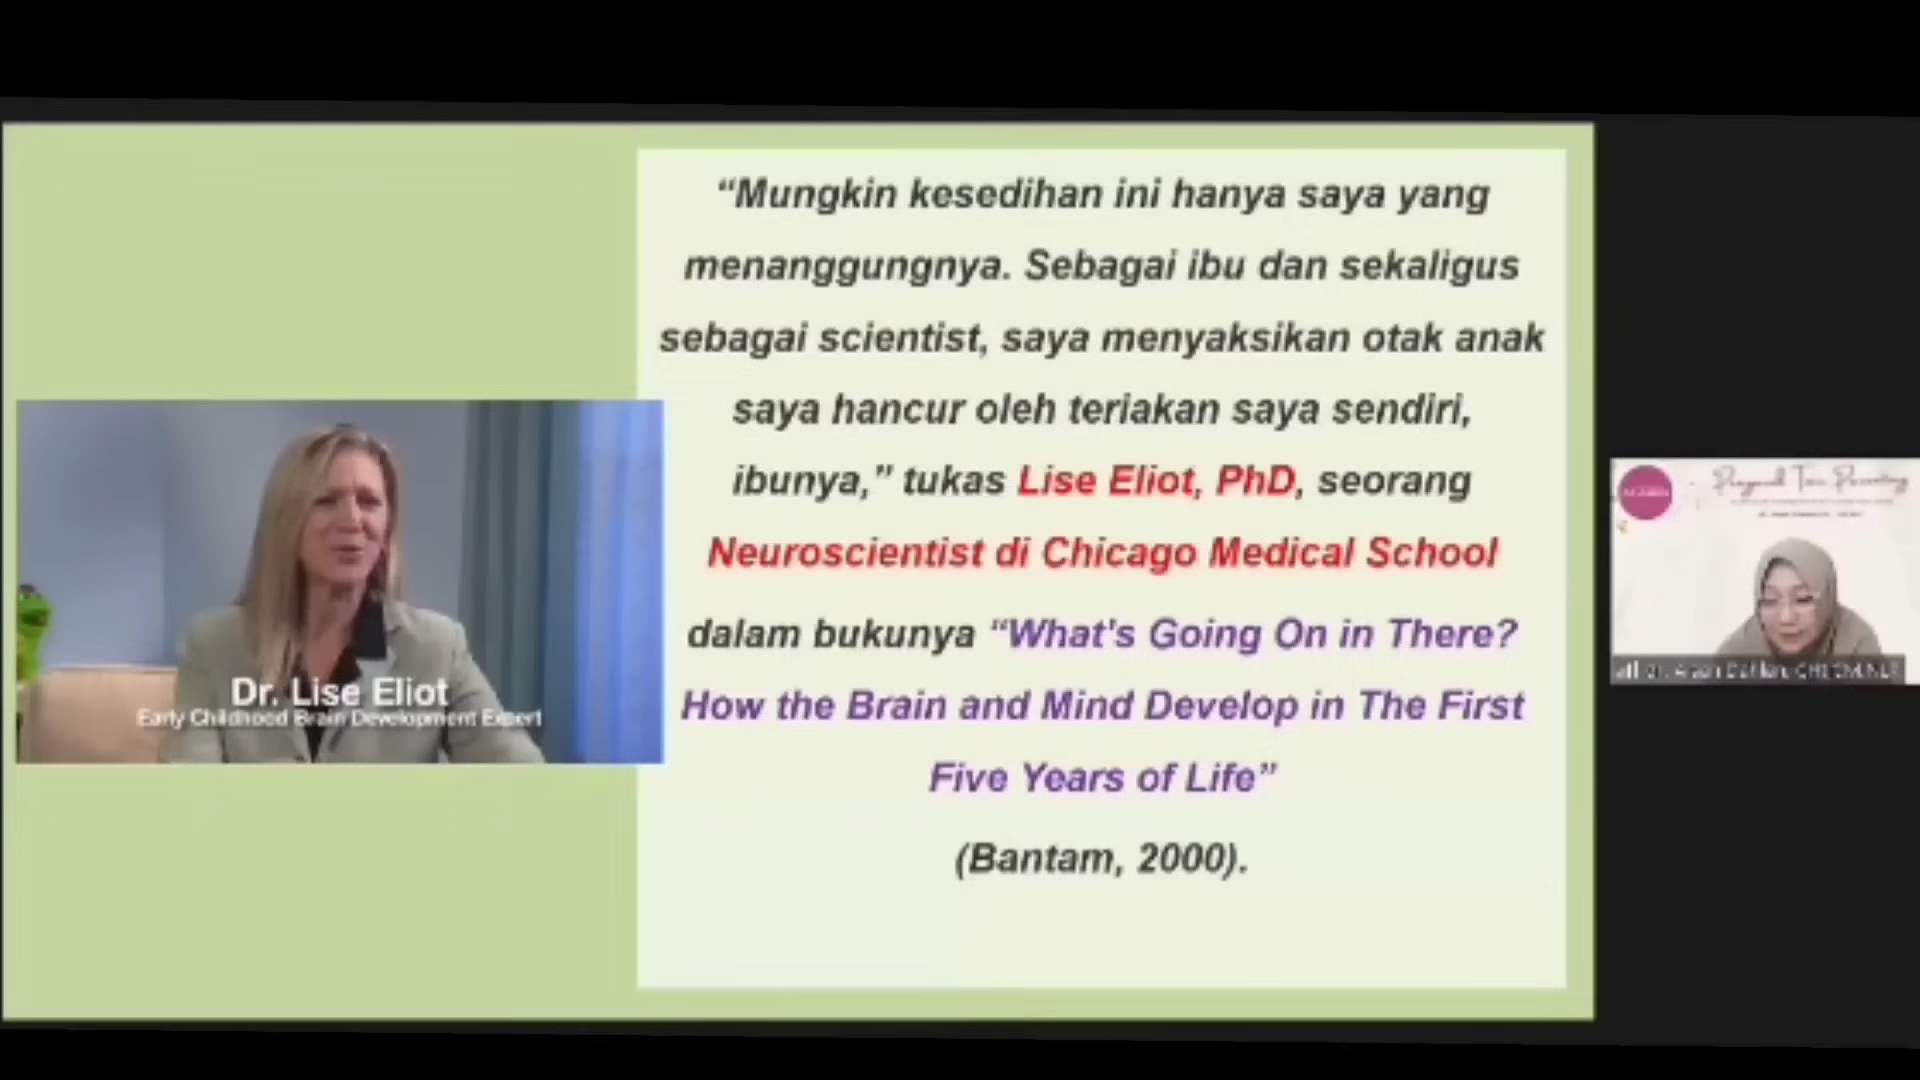 “Mungkin kesedihan ini hanya saya yang
menanggungnya. Sebagai ibu dan sekaligus
sebagai scientist, saya menyaksikan otak anak
saya hancur oleh teriakan saya sendiri,
ibunya,” tukas Lise Eliot, PhD, seorang
Neuroscientist di Chicago Medical School
dalam bukunya “What's Going On in There?
How the Brain and Mind Develop in The First
Five Years of Life”
(Bantam, 2000).
Dr. Lise Eliot
Early Childhood Brain Development Expert